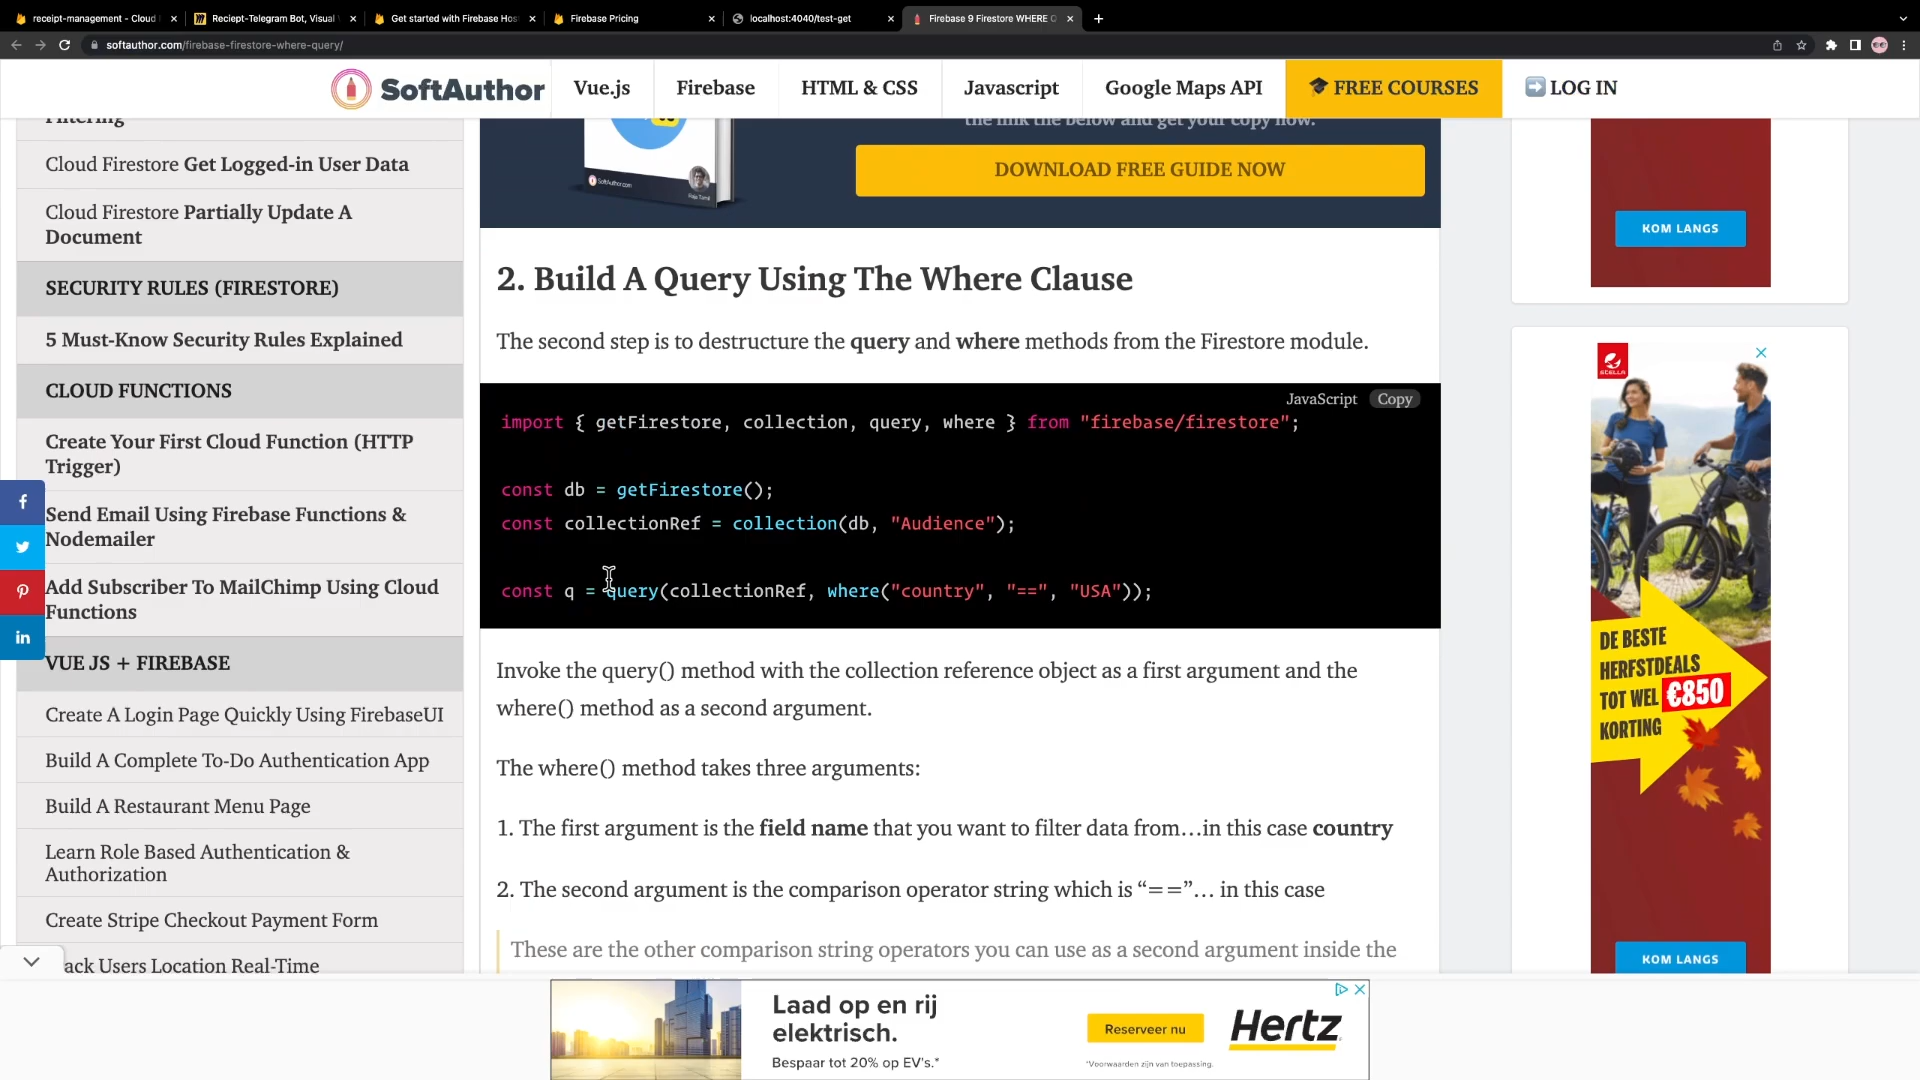 receipt-management - Cloud
Reciept-Telegram Bot, Visual
Get started with Firebase Hos
Firebase Pricing
localhost:4040/test-get
Firebase 9 Firestore WHERE Q
softauthor.com/firebase-firestore-where-query/
SoftAuthor
Vue.js
Firebase
HTML & CSS
Javascript
Google Maps API
FREE COURSES
LOG IN
Filtering
Cloud Firestore Get Logged-in User Data
Cloud Firestore Partially Update A
Document
SECURITY RULES (FIRESTORE)
5 Must-Know Security Rules Explained
CLOUD FUNCTIONS
Create Your First Cloud Function (HTTP
Trigger)
Send Email Using Firebase Functions &
Nodemailer
Add Subscriber To MailChimp Using Cloud
Functions
VUE JS + FIREBASE
Create A Login Page Quickly Using FirebaseUI
Build A Complete To-Do Authentication App
Build A Restaurant Menu Page
Learn Role Based Authentication &
Authorization
Create Stripe Checkout Payment Form
ack Users Location Real-Time
the link the below and get your copy now.
SoftAuthor.com
DOWNLOAD FREE GUIDE NOW
2. Build A Query Using The Where Clause
The second step is to destructure the query and where methods from the Firestore module.
JavaScript Copy
import { getFirestore, collection, query, where } from "firebase/firestore";
const db = getFirestore();
const collectionRef = collection(db, "Audience");
const q = query(collectionRef, where("country", "==", "USA"));
Invoke the query() method with the collection reference object as a first argument and the
where() method as a second argument.
The where() method takes three arguments:
1. The first argument is the field name that you want to filter data from…in this case country
2. The second argument is the comparison operator string which is “==”… in this case
These are the other comparison string operators you can use as a second argument inside the
KOM LANGS
STELLA
DE BESTE
HERFSTDEALS
TOT WEL €850
KORTING
KOM LANGS
Laad op en rij
elektrisch.
Bespaar tot 20% op EV's.*
Reserveer nu
Hertz
*Voorwaarden zijn van toepassing.